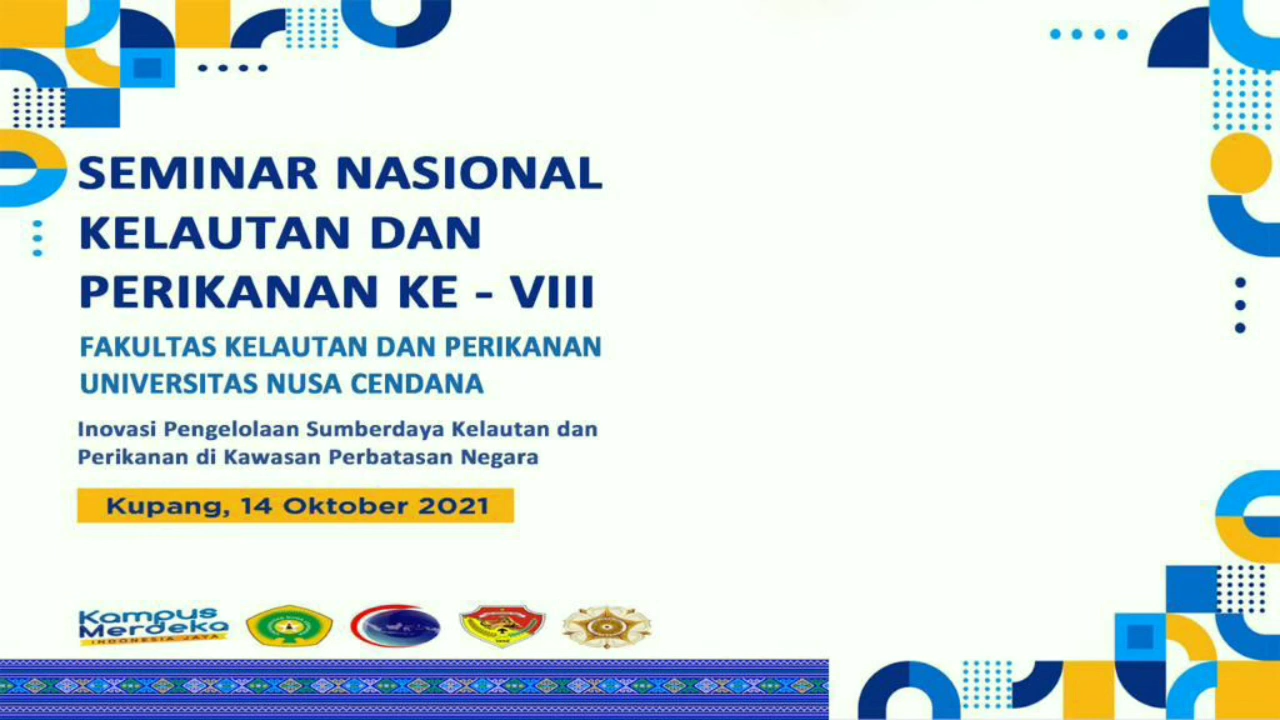 SEMINAR NASIONAL
KELAUTAN DAN
PERIKANAN KE - VIII
FAKULTAS KELAUTAN DAN PERIKANAN
UNIVERSITAS NUSA CENDANA
Inovasi Pengelolaan Sumberdaya Kelautan dan
Perikanan di Kawasan Perbatasan Negara
Kupang, 14 Oktober 2021
Kampus
Merdeka
INDONESIA JAYA